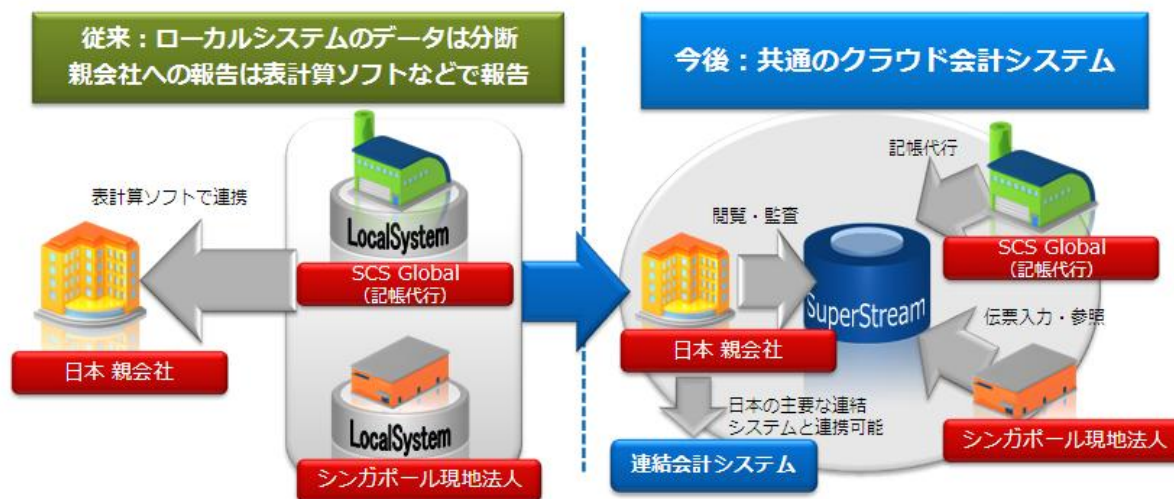 従来：ローカルシステムのデータは分断
親会社への報告は表計算ソフトなどで報告
表計算ソフトで連携
LocalSystem
SCS Global
（記帳代行）
日本 親会社
LocalSystem
シンガポール現地法人
今後：共通のクラウド会計システム
記帳代行
閲覧・監査
SCS Global
（記帳代行）
SuperStream
伝票入力・参照
日本 親会社
日本の主要な連結
システムと連携可能
シンガポール現地法人
連結会計システム